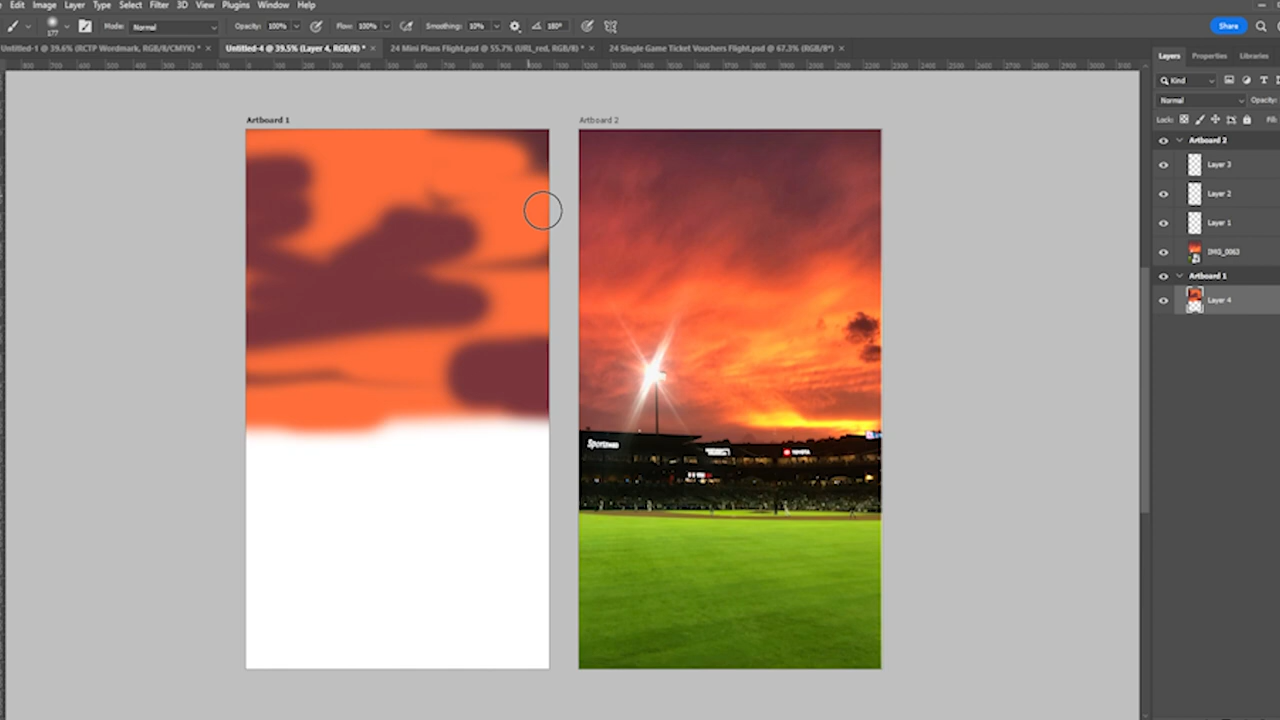 Edit Image Layer Type Select Filter 3D View Plugins Window Help
177 Mode: Normal Opacity: 100% Flow: 100% Smoothing: 10% 180° Share
Untitled-1 @ 39.6% (RCTP Wordmark, RGB/8/CMYK) * × Untitled-4 @ 39.5% (Layer 4, RGB/8) * × 24 Mini Plans Flight.psd @ 55.7% (URL_red, RGB/8) * × 24 Single Game Ticket Vouchers Flight.psd @ 67.3% (RGB/8*) ×
Layers Properties Libraries
Kind
Normal Opacity:
Lock: Fill:
Artboard 1
Artboard 2
TOYOTA
Artboard 2
Layer 3
Layer 2
Layer 1
IMG_0063
Artboard 1
Layer 4